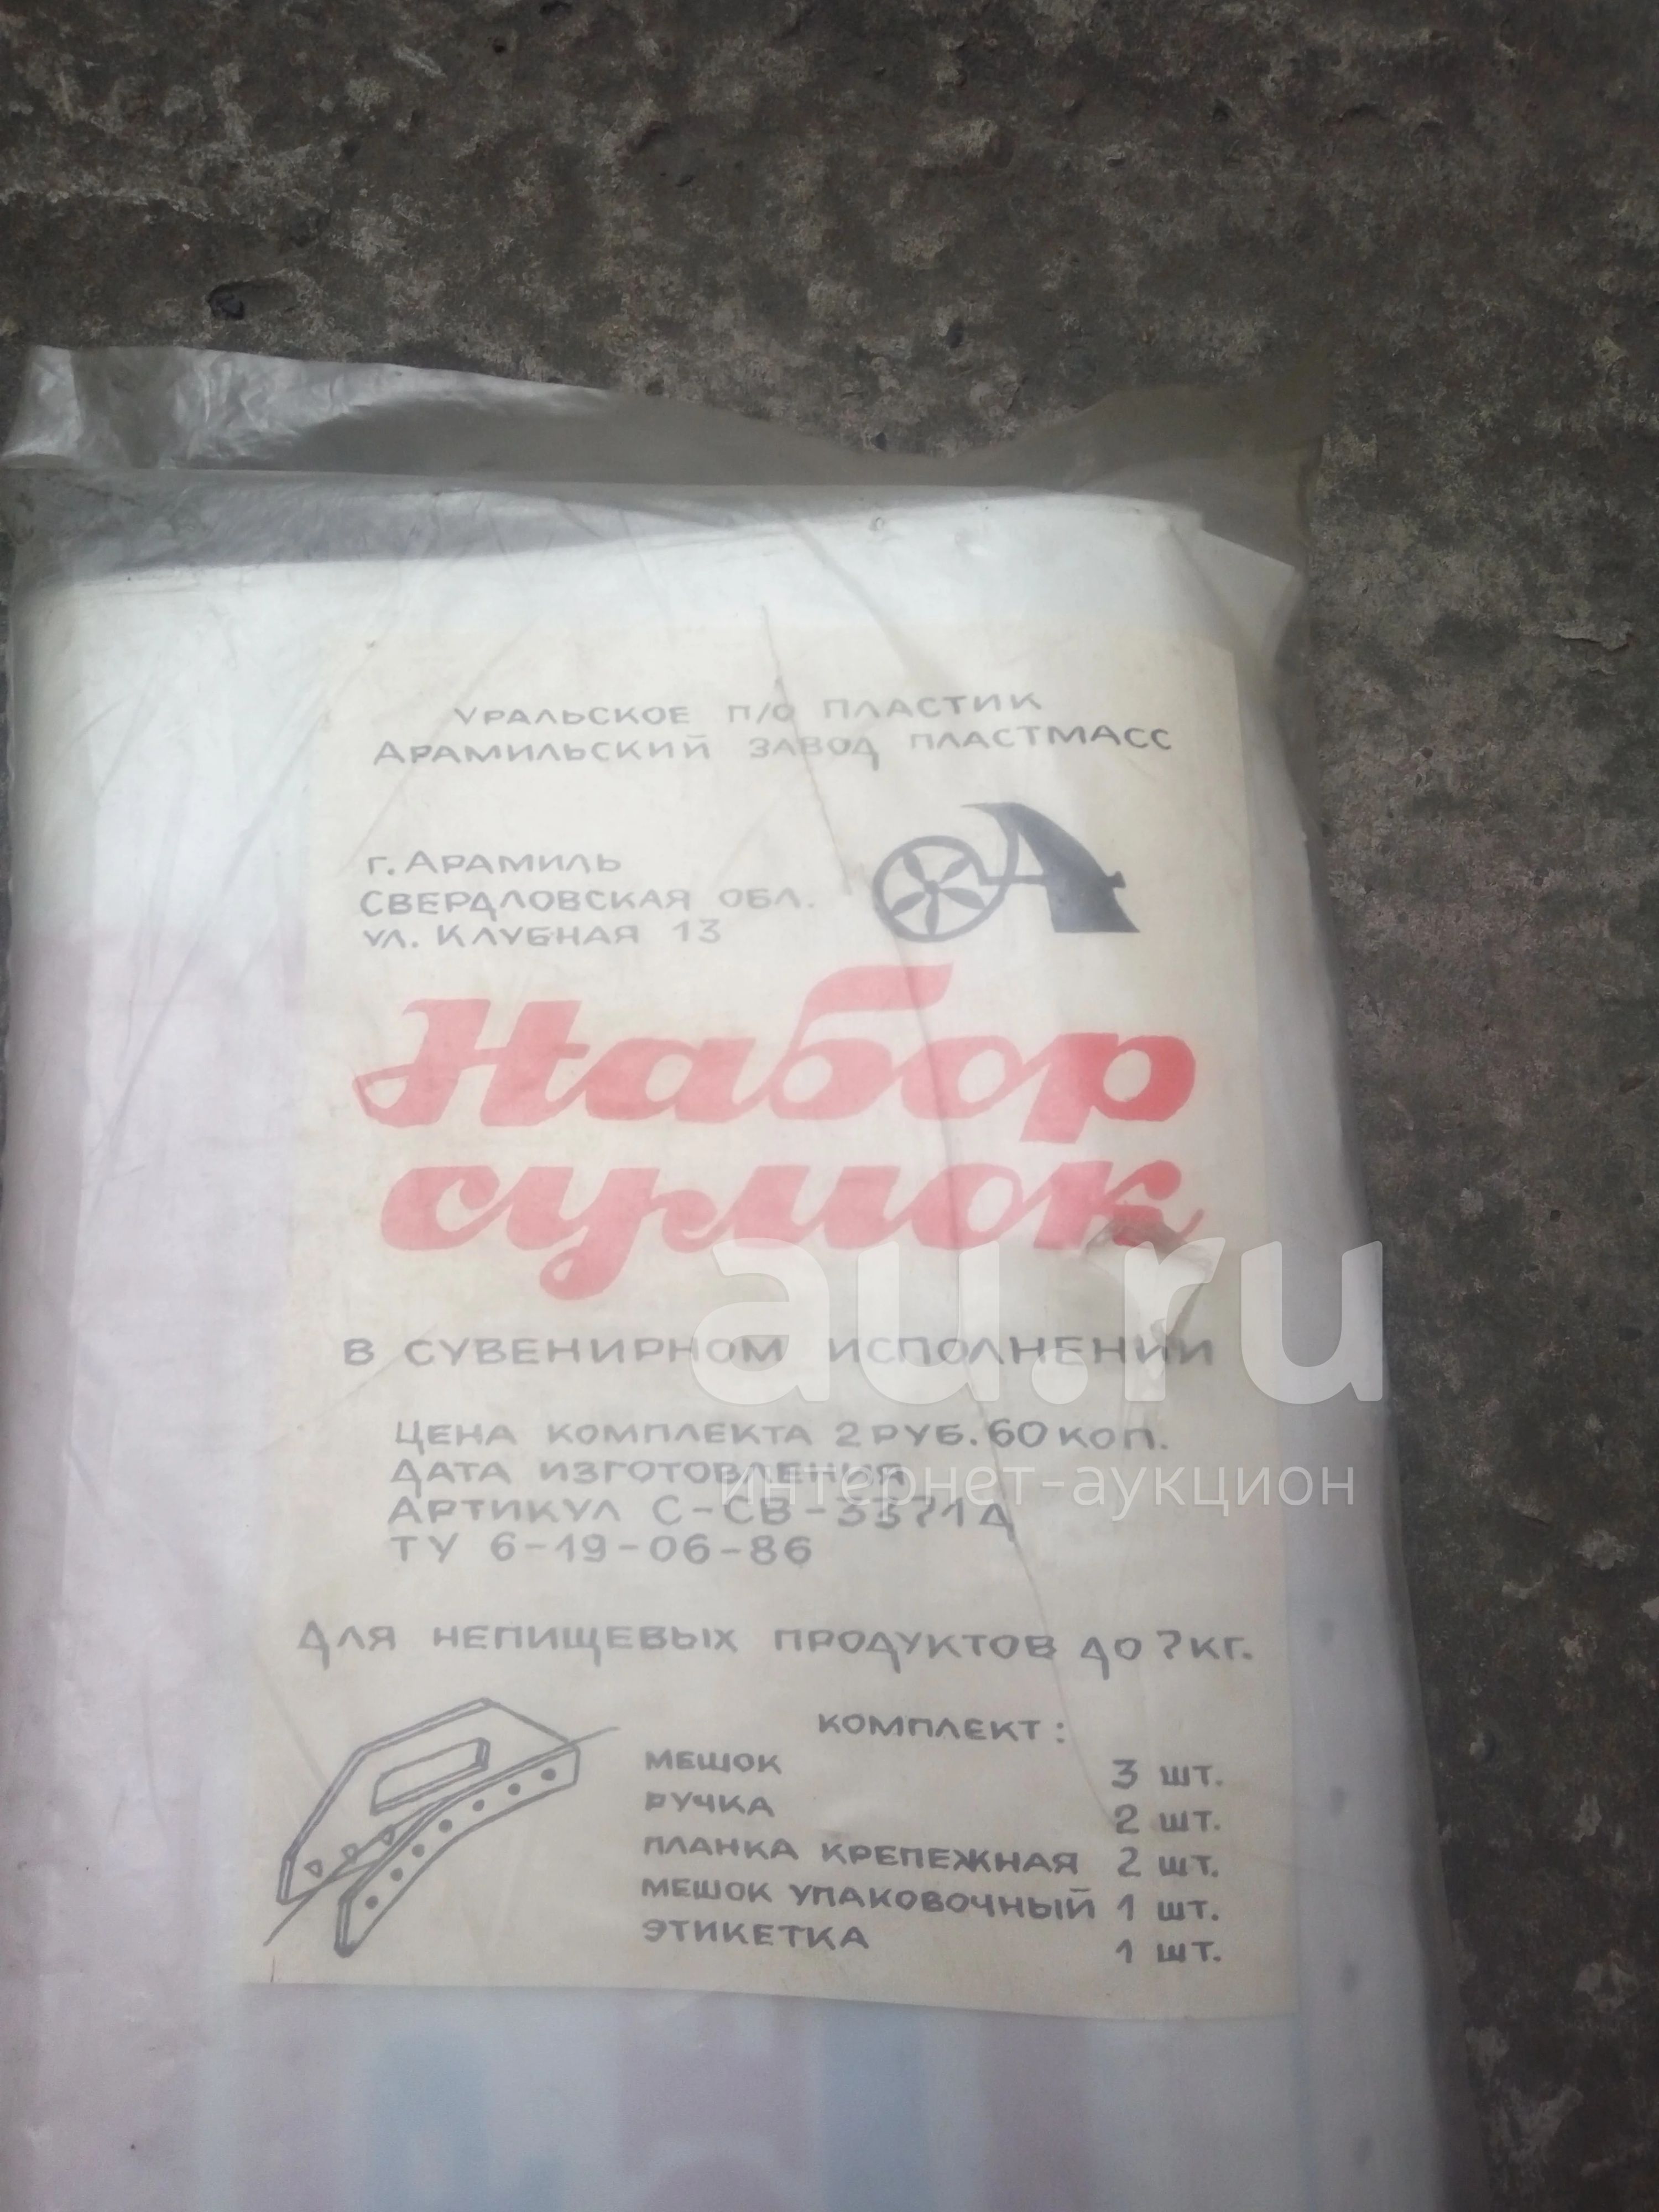 УРАЛЬСКОЕ П/О ПЛАСТИК
АРАМИЛЬСКИЙ ЗАВОД ПЛАСТМАСС
г. АРАМИЛЬ
СВЕРДЛОВСКАЯ ОБЛ.
УЛ. КЛУБНАЯ 13
Набор
сумок
В СУВЕНИРНОМ ИСПОЛНЕНИИ
ЦЕНА КОМПЛЕКТА 2 РУБ. 60 КОП.
ДАТА ИЗГОТОВЛЕНИЯ
АРТИКУЛ С-СВ-3371Д
ТУ 6-19-06-86
ДЛЯ НЕПИЩЕВЫХ ПРОДУКТОВ ДО 7 КГ.
КОМПЛЕКТ:
МЕШОК 3 ШТ.
РУЧКА 2 ШТ.
ПЛАНКА КРЕПЕЖНАЯ 2 ШТ.
МЕШОК УПАКОВОЧНЫЙ 1 ШТ.
ЭТИКЕТКА 1 ШТ.
au.ru
интернет-аукцион